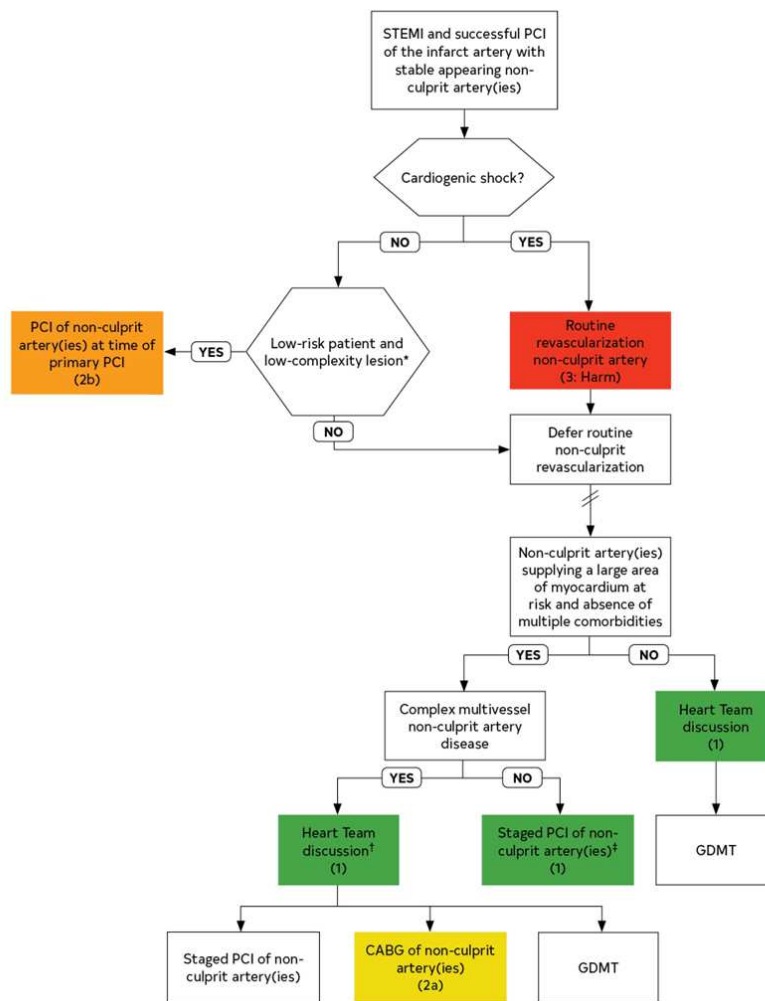 STEMI and successful PCI
of the infarct artery with
stable appearing non-
culprit artery(ies)
Cardiogenic shock?
NO
YES
PCI of non-culprit
artery(ies) at time of
primary PCI
(2b)
YES
Low-risk patient and
low-complexity lesion*
Routine
revascularization
non-culprit artery
(3: Harm)
NO
Defer routine
non-culprit
revascularization
Non-culprit artery(ies)
supplying a large area
of myocardium at
risk and absence of
multiple comorbidities
YES
NO
Complex multivessel
non-culprit artery
disease
Heart Team
discussion
(1)
YES
NO
Heart Team
discussion†
(1)
Staged PCI of non-
culprit artery(ies)‡
(1)
GDMT
Staged PCI of non-
culprit artery(ies)
CABG of non-culprit
artery(ies)
(2a)
GDMT